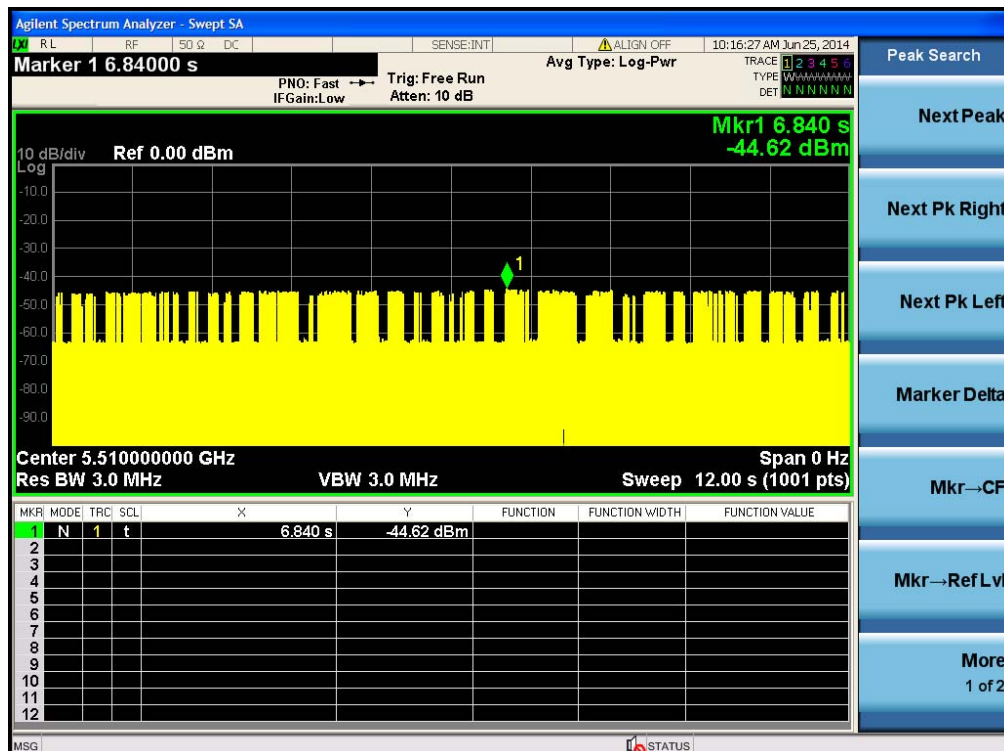 Agilent Spectrum Analyzer - Swept SA
LXI RL RF 50 Ω DC SENSE:INT ALIGN OFF 10:16:27 AM Jun 25, 2014
Marker 1 6.84000 s
PNO: Fast
IFGain:Low
Trig: Free Run
Atten: 10 dB
Avg Type: Log-Pwr
TRACE 1 2 3 4 5 6
TYPE
DET N N N N N N
Peak Search
Mkr1 6.840 s
-44.62 dBm
10 dB/div Ref 0.00 dBm
Log
-10.0
-20.0
-30.0
-40.0
-50.0
-60.0
-70.0
-80.0
-90.0
1
Center 5.510000000 GHz Span 0 Hz
Res BW 3.0 MHz VBW 3.0 MHz Sweep 12.00 s (1001 pts)
MKR MODE TRC SCL X Y FUNCTION FUNCTION WIDTH FUNCTION VALUE
1 N 1 t 6.840 s -44.62 dBm
2
3
4
5
6
7
8
9
10
11
12
MSG STATUS
Next Peak
Next Pk Right
Next Pk Left
Marker Delta
Mkr→CF
Mkr→Ref Lvl
More
1 of 2